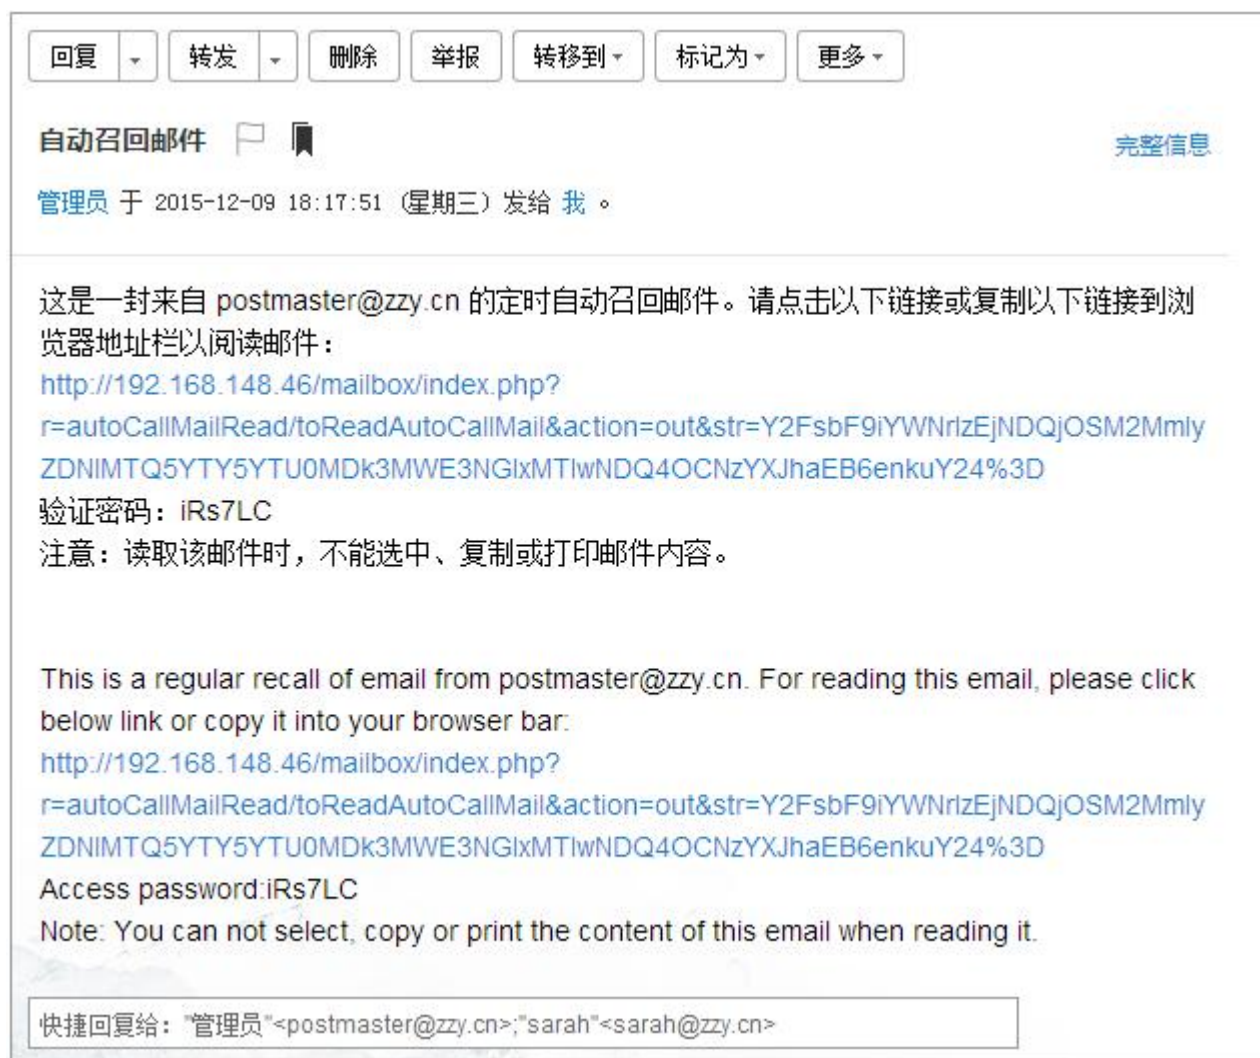 回复 转发 删除 举报 转移到 标记为 更多
自动召回邮件 完整信息
管理员 于 2015-12-09 18:17:51 (星期三) 发给 我 。
这是一封来自 postmaster@zzy.cn 的定时自动召回邮件。请点击以下链接或复制以下链接到浏
览器地址栏以阅读邮件：
http://192.168.148.46/mailbox/index.php?
r=autoCallMailRead/toReadAutoCallMail&action=out&str=Y2FsbF9iYWNrIzEjNDQjOSM2MmIy
ZDNlMTQ5YTY5YTU0MDk3MWE3NGIxMTIwNDQ4OCNzYXJhaEB6enkuY24%3D
验证密码：iRs7LC
注意：读取该邮件时，不能选中、复制或打印邮件内容。
This is a regular recall of email from postmaster@zzy.cn. For reading this email, please click
below link or copy it into your browser bar:
http://192.168.148.46/mailbox/index.php?
r=autoCallMailRead/toReadAutoCallMail&action=out&str=Y2FsbF9iYWNrIzEjNDQjOSM2MmIy
ZDNlMTQ5YTY5YTU0MDk3MWE3NGIxMTIwNDQ4OCNzYXJhaEB6enkuY24%3D
Access password:iRs7LC
Note: You can not select, copy or print the content of this email when reading it.
快捷回复给："管理员"<postmaster@zzy.cn>;"sarah"<sarah@zzy.cn>